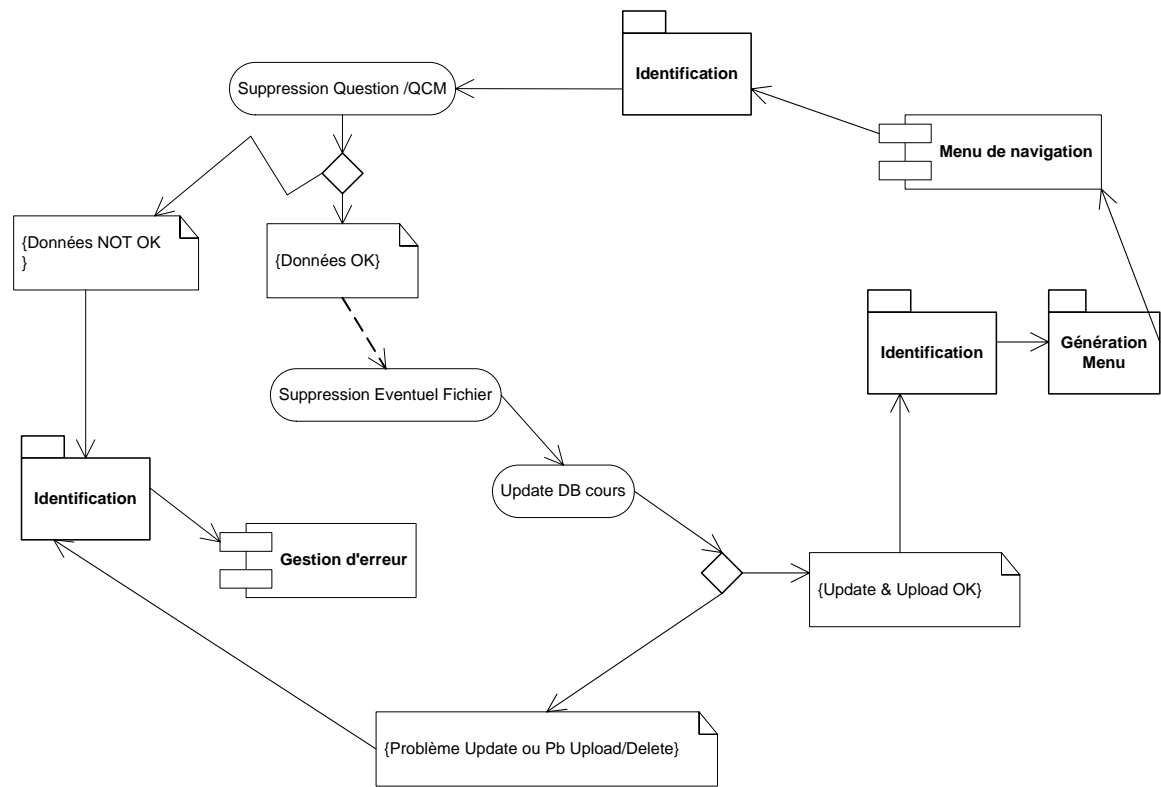 Identification
Suppression Question /QCM
Menu de navigation
{Données NOT OK
}
{Données OK}
Identification
Génération
Menu
Suppression Eventuel Fichier
Identification
Update DB cours
Gestion d'erreur
{Update & Upload OK}
{Problème Update ou Pb Upload/Delete}